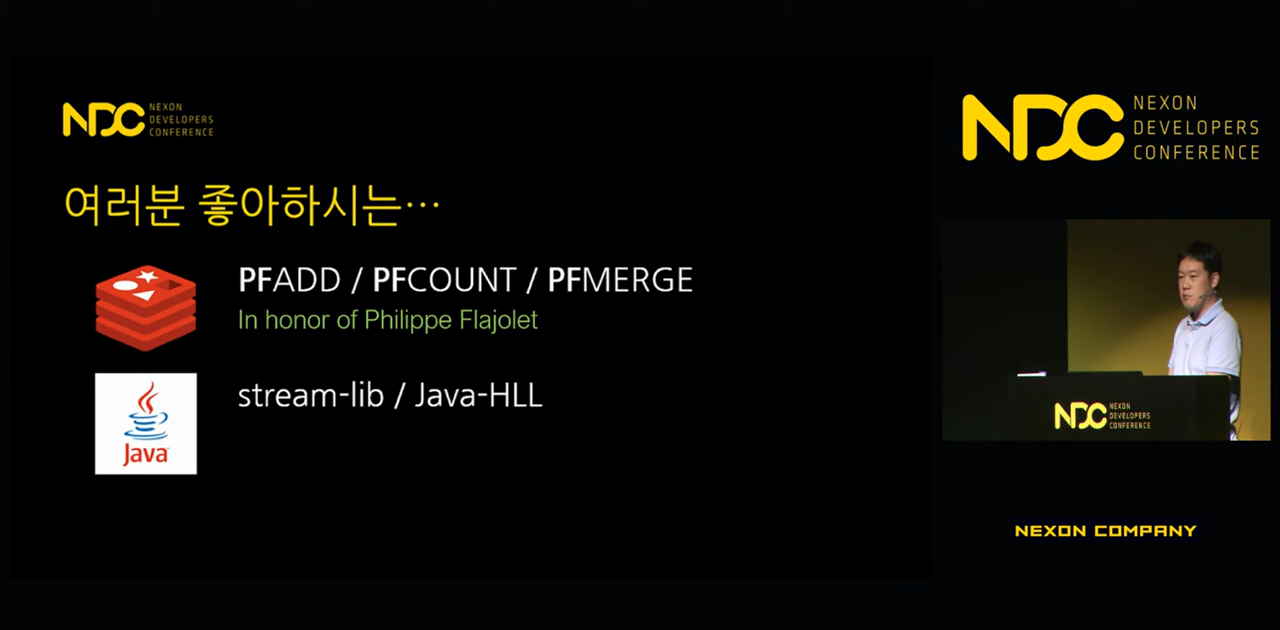 NDC NEXON
DEVELOPERS
CONFERENCE
여러분 좋아하시는…
PFADD / PFCOUNT / PFMERGE
In honor of Philippe Flajolet
stream-lib / Java-HLL
Java
NDC NEXON
DEVELOPERS
CONFERENCE
NDC NEXON
DEVELOPERS
CONFERENCE
NEXON COMPANY